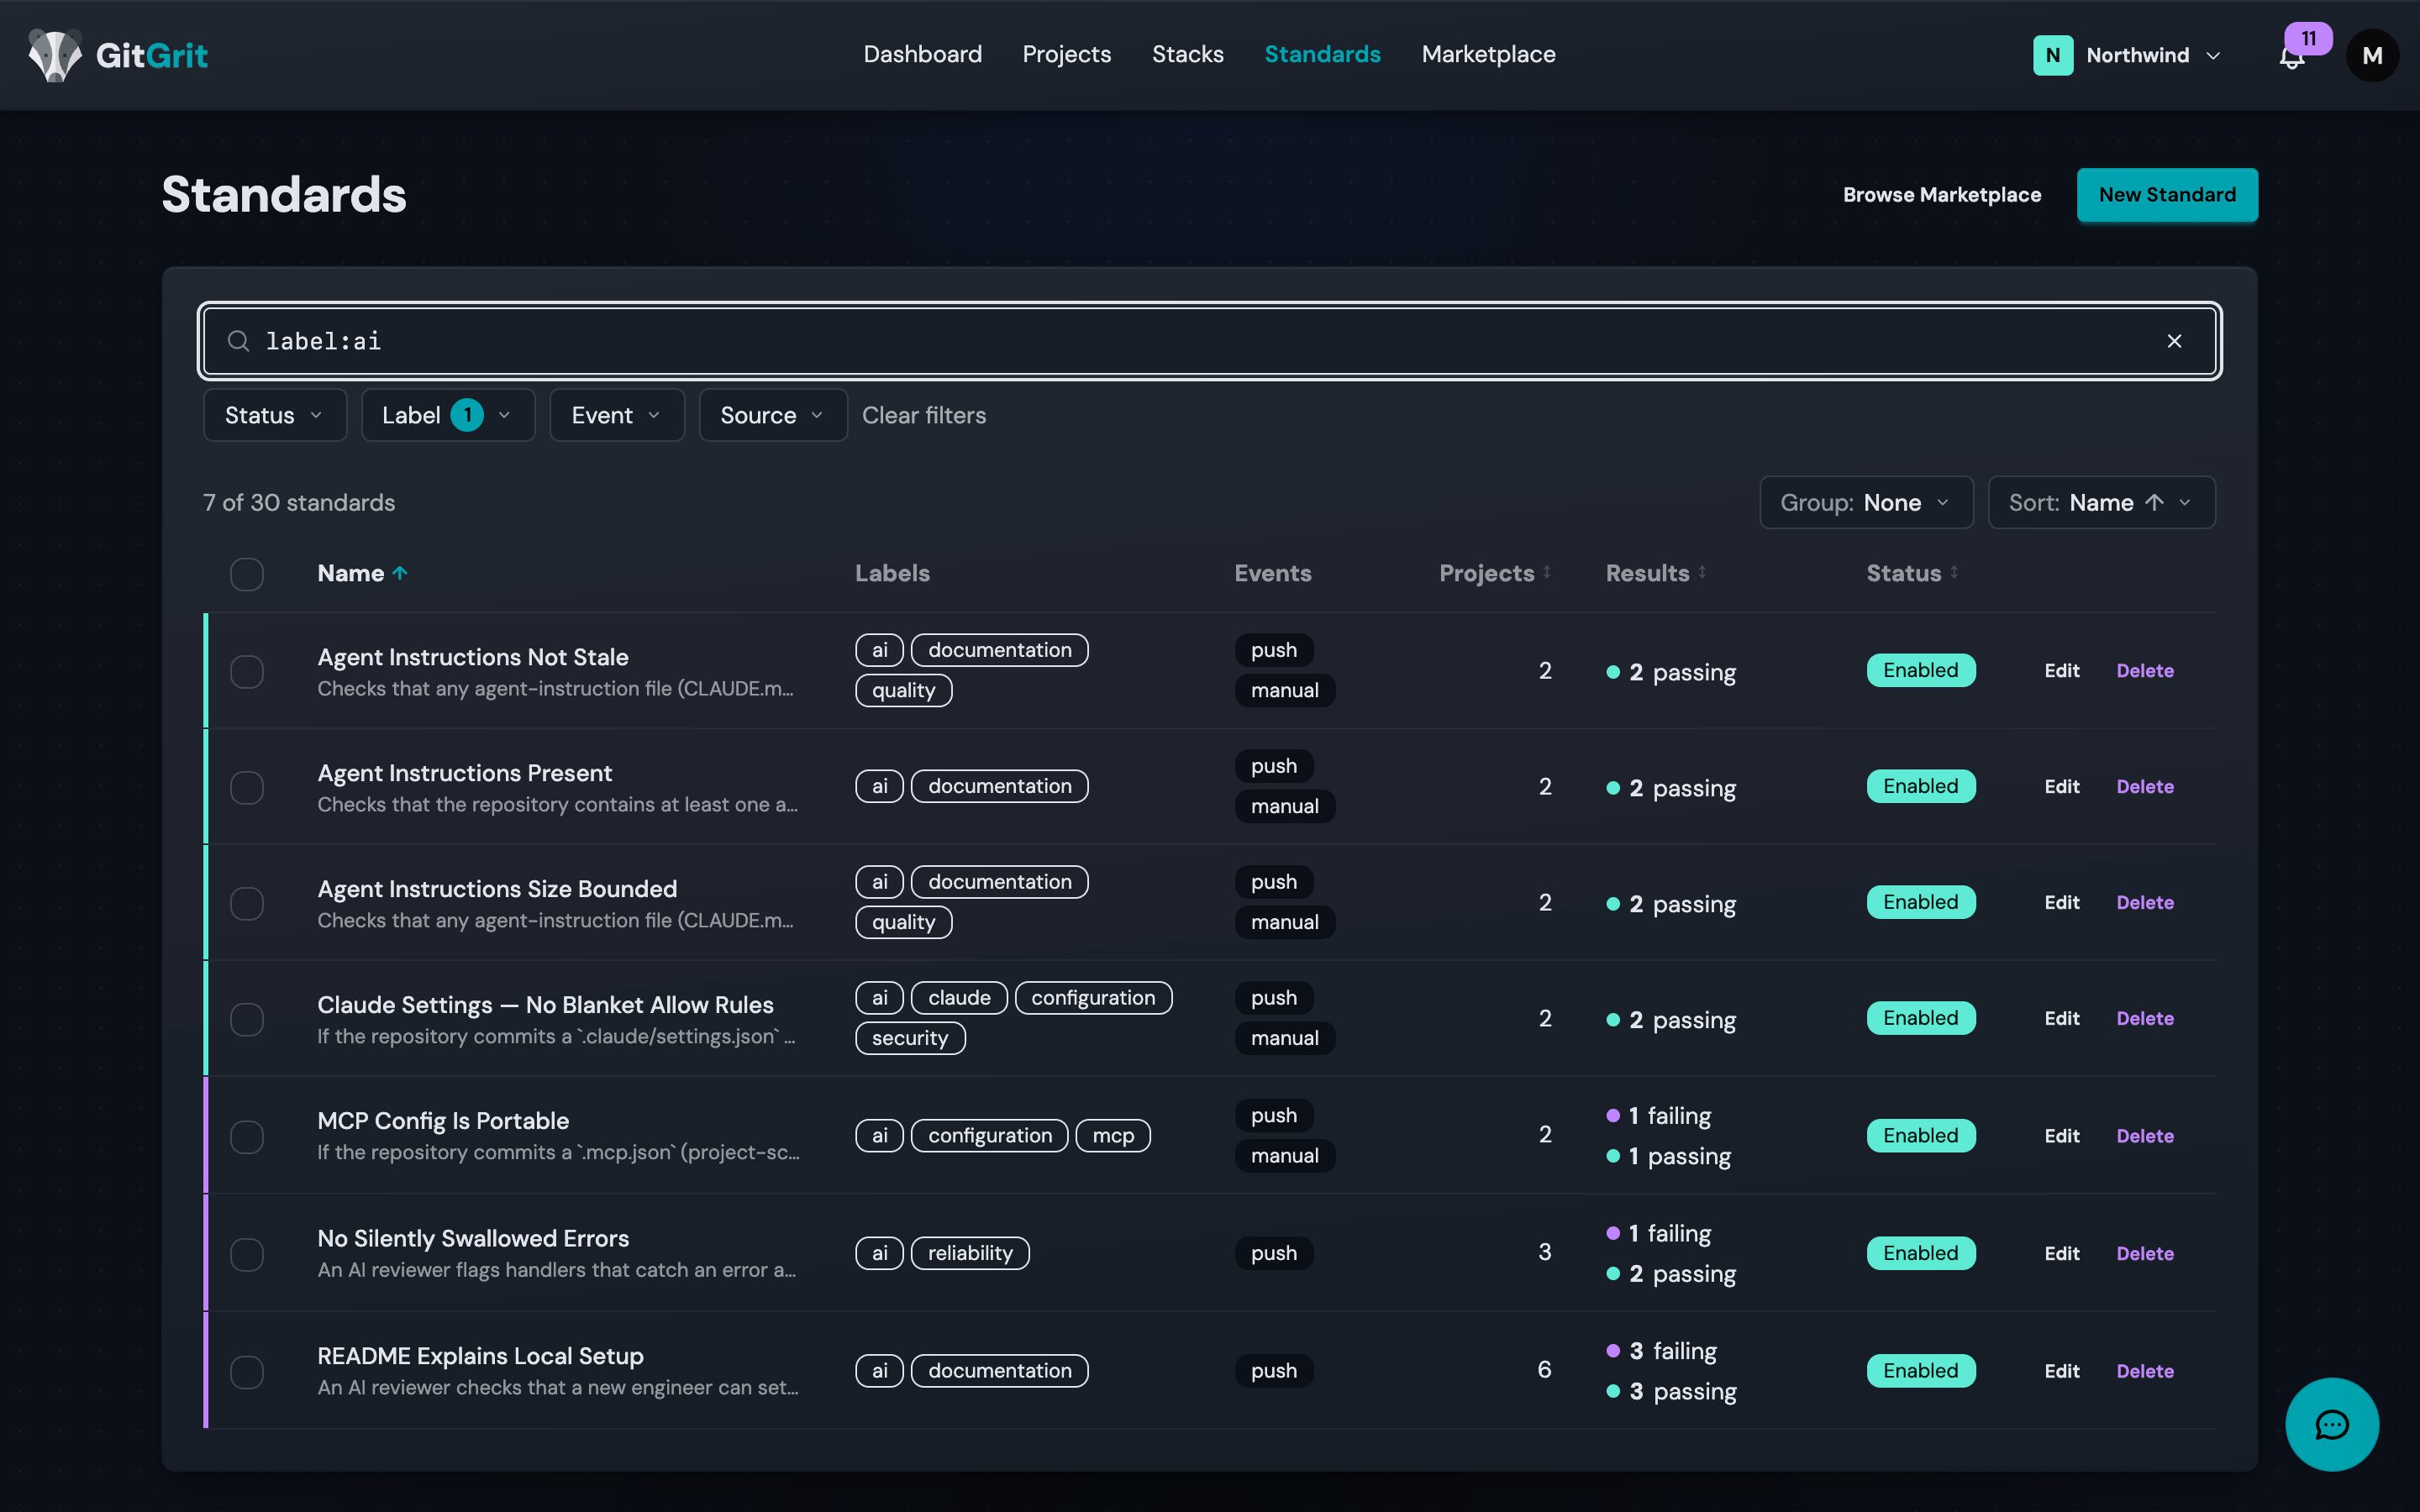 GitGrit
Dashboard Projects Stacks Standards Marketplace
N Northwind
11
M
Standards
Browse Marketplace
New Standard
label:ai
Status
Label 1
Event
Source
Clear filters
7 of 30 standards
Group: None
Sort: Name ↑
Name ↑ Labels Events Projects Results Status
Agent Instructions Not Stale
Checks that any agent-instruction file (CLAUDE.m...
ai documentation
quality
push
manual
2
2 passing
Enabled
Edit Delete
Agent Instructions Present
Checks that the repository contains at least one a...
ai documentation
push
manual
2
2 passing
Enabled
Edit Delete
Agent Instructions Size Bounded
Checks that any agent-instruction file (CLAUDE.m...
ai documentation
quality
push
manual
2
2 passing
Enabled
Edit Delete
Claude Settings — No Blanket Allow Rules
If the repository commits a `.claude/settings.json` ...
ai claude configuration
security
push
manual
2
2 passing
Enabled
Edit Delete
MCP Config Is Portable
If the repository commits a `.mcp.json` (project-sc...
ai configuration mcp
push
manual
2
1 failing
1 passing
Enabled
Edit Delete
No Silently Swallowed Errors
An AI reviewer flags handlers that catch an error a...
ai reliability
push
3
1 failing
2 passing
Enabled
Edit Delete
README Explains Local Setup
An AI reviewer checks that a new engineer can set...
ai documentation
push
6
3 failing
3 passing
Enabled
Edit Delete